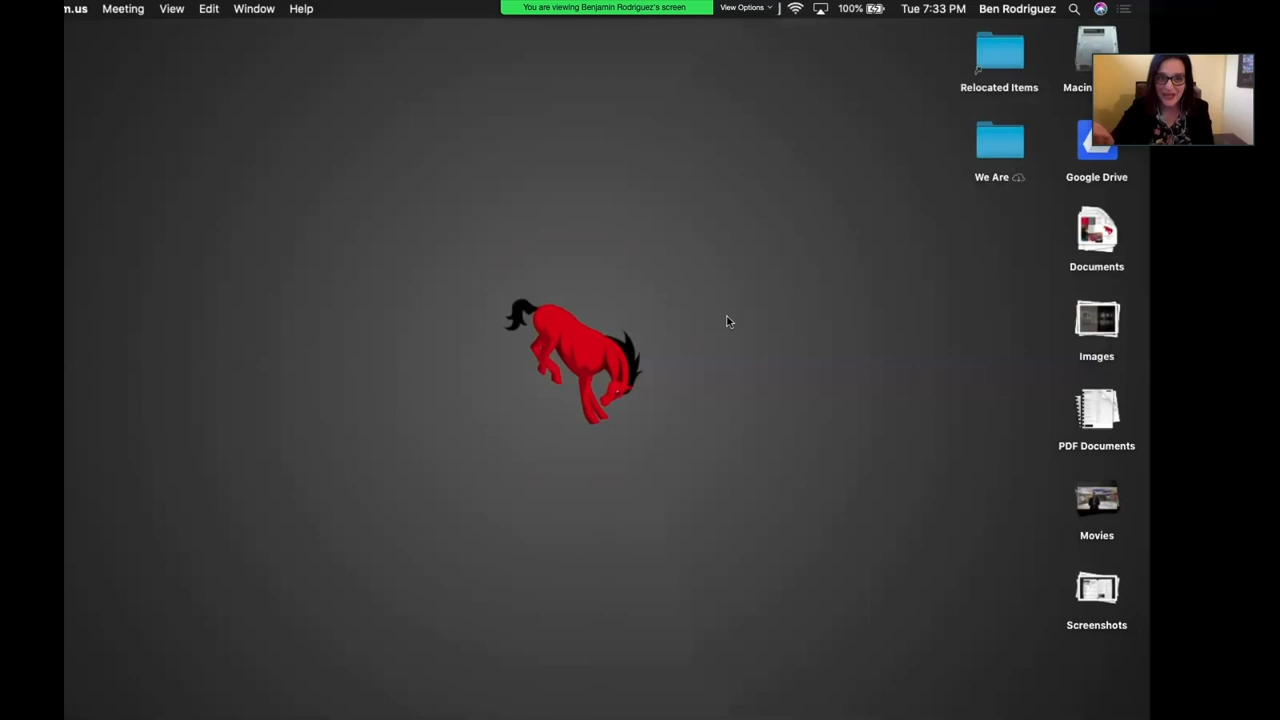 m.us Meeting View Edit Window Help You are viewing Benjamin Rodriguez's screen View Options 100% Tue 7:33 PM Ben Rodriguez
Relocated Items Macin
We Are Google Drive
Documents
Images
PDF Documents
Movies
Screenshots